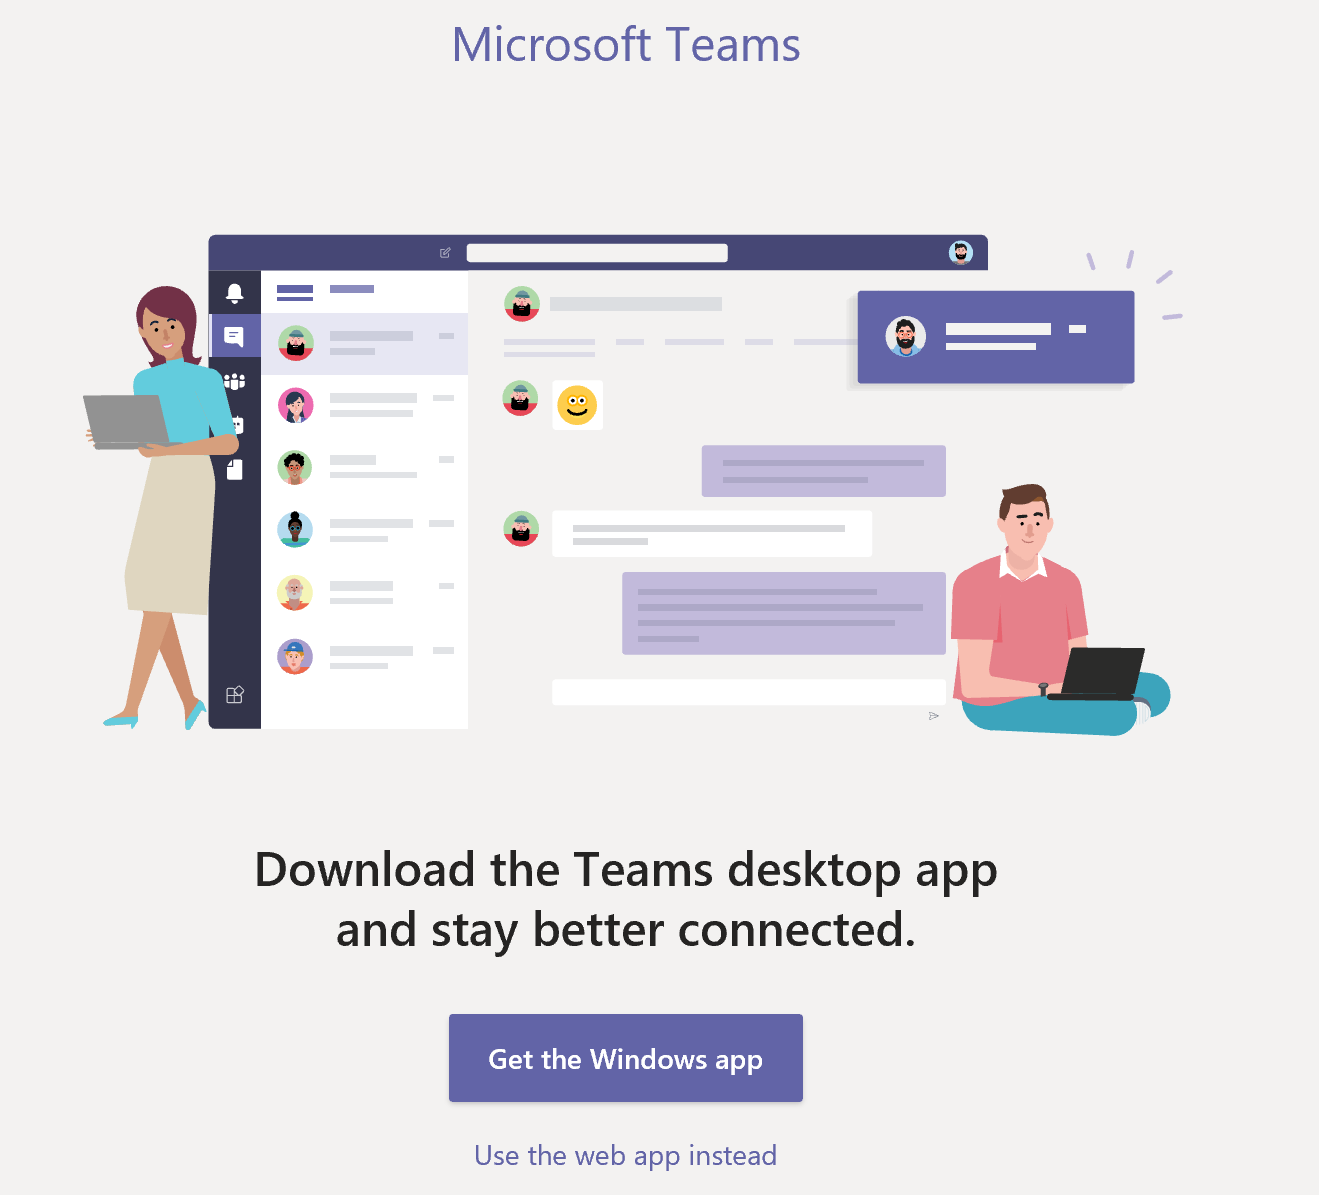 Microsoft Teams
Download the Teams desktop app
and stay better connected.
Get the Windows app
Use the web app instead